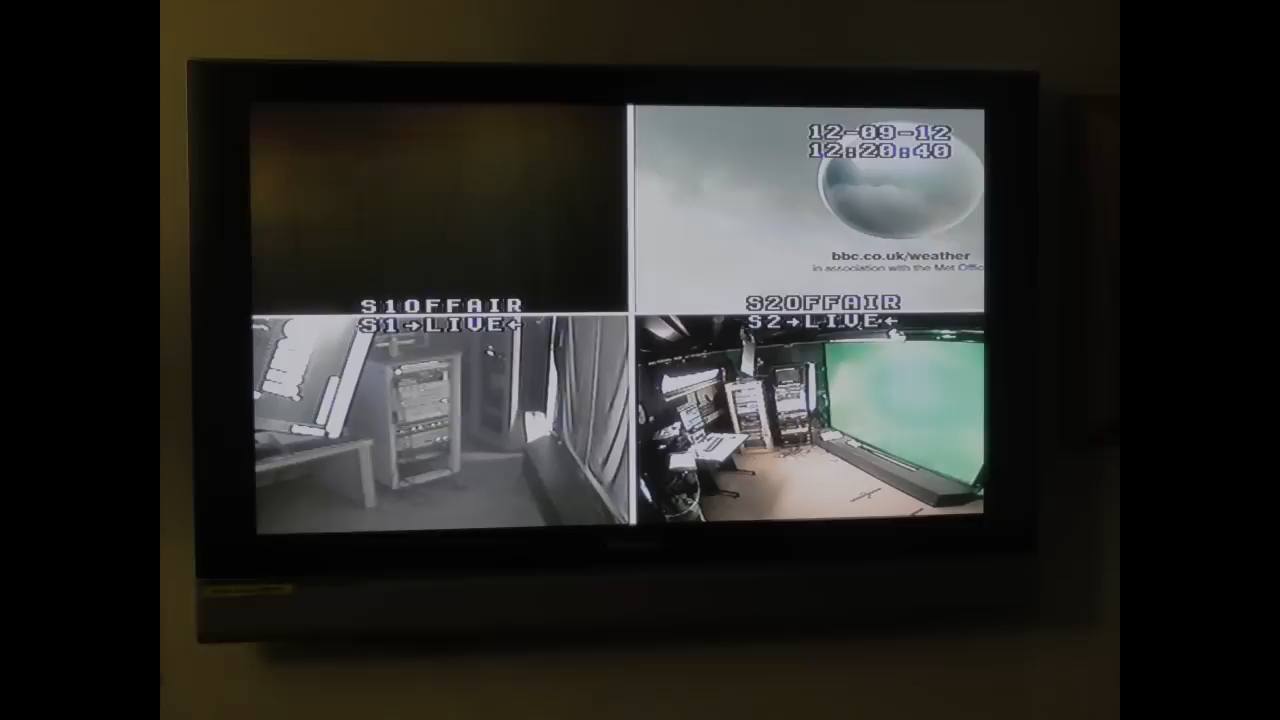 12-09-12
12:20:40
bbc.co.uk/weather
in association with the Met Offic
S1OFFAIR
S2OFFAIR
S1→LIVE←
S2→LIVE←